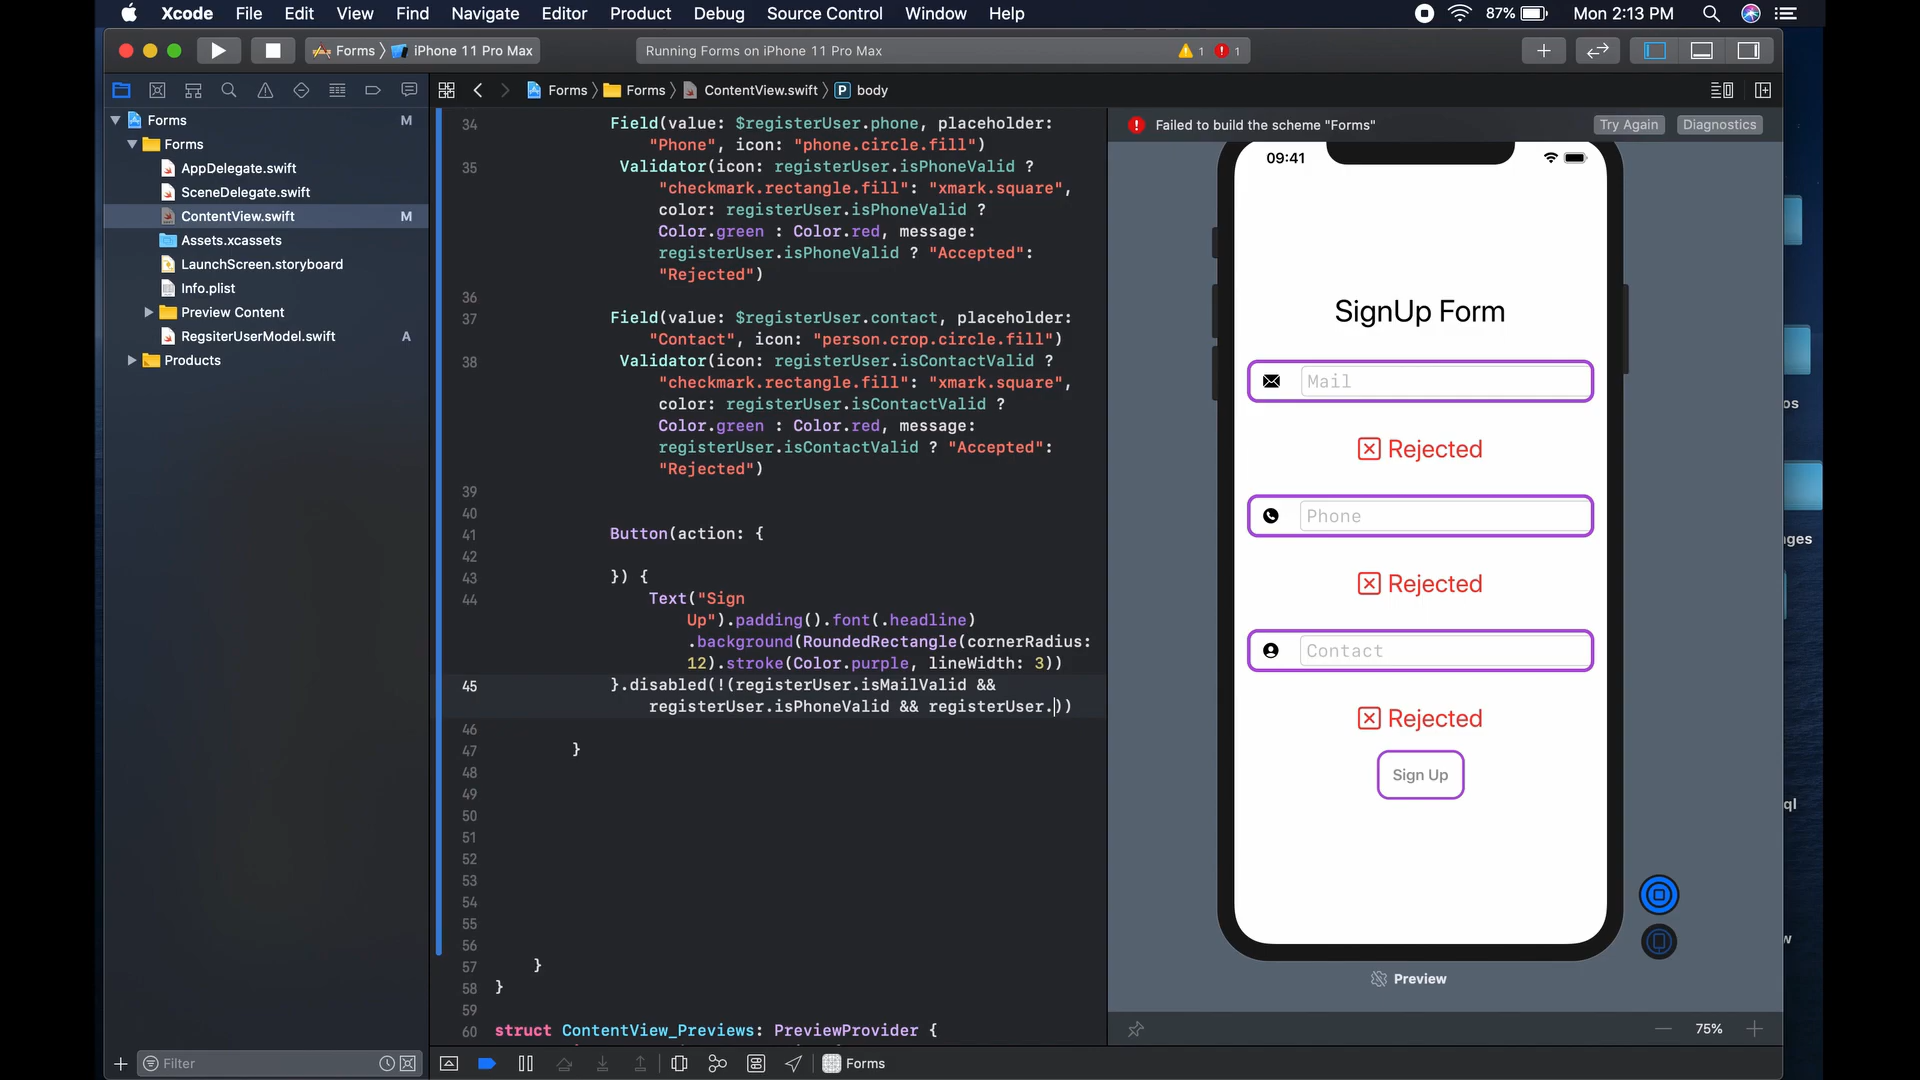 Xcode File Edit View Find Navigate Editor Product Debug Source Control Window Help 87% Mon 2:13 PM
Forms iPhone 11 Pro Max Running Forms on iPhone 11 Pro Max 1 1
Forms Forms ContentView.swift body
Forms M
Forms
AppDelegate.swift
SceneDelegate.swift
ContentView.swift M
Assets.xcassets
LaunchScreen.storyboard
Info.plist
Preview Content
RegsiterUserModel.swift A
Products
Filter
34 Field(value: $registerUser.phone, placeholder:
"Phone", icon: "phone.circle.fill")
35 Validator(icon: registerUser.isPhoneValid ?
"checkmark.rectangle.fill": "xmark.square",
color: registerUser.isPhoneValid ?
Color.green : Color.red, message:
registerUser.isPhoneValid ? "Accepted":
"Rejected")
36
37 Field(value: $registerUser.contact, placeholder:
"Contact", icon: "person.crop.circle.fill")
38 Validator(icon: registerUser.isContactValid ?
"checkmark.rectangle.fill": "xmark.square",
color: registerUser.isContactValid ?
Color.green : Color.red, message:
registerUser.isContactValid ? "Accepted":
"Rejected")
39
40
41 Button(action: {
42
43 }) {
44 Text("Sign
Up").padding().font(.headline)
.background(RoundedRectangle(cornerRadius:
12).stroke(Color.purple, lineWidth: 3))
45 }.disabled(!(registerUser.isMailValid &&
registerUser.isPhoneValid && registerUser.))
46
47 }
48
49
50
51
52
53
54
55
56
57 }
58 }
59
60 struct ContentView_Previews: PreviewProvider {
Forms
Failed to build the scheme "Forms" Try Again Diagnostics
09:41
SignUp Form
Mail
Rejected
Phone
Rejected
Contact
Rejected
Sign Up
Preview
75%